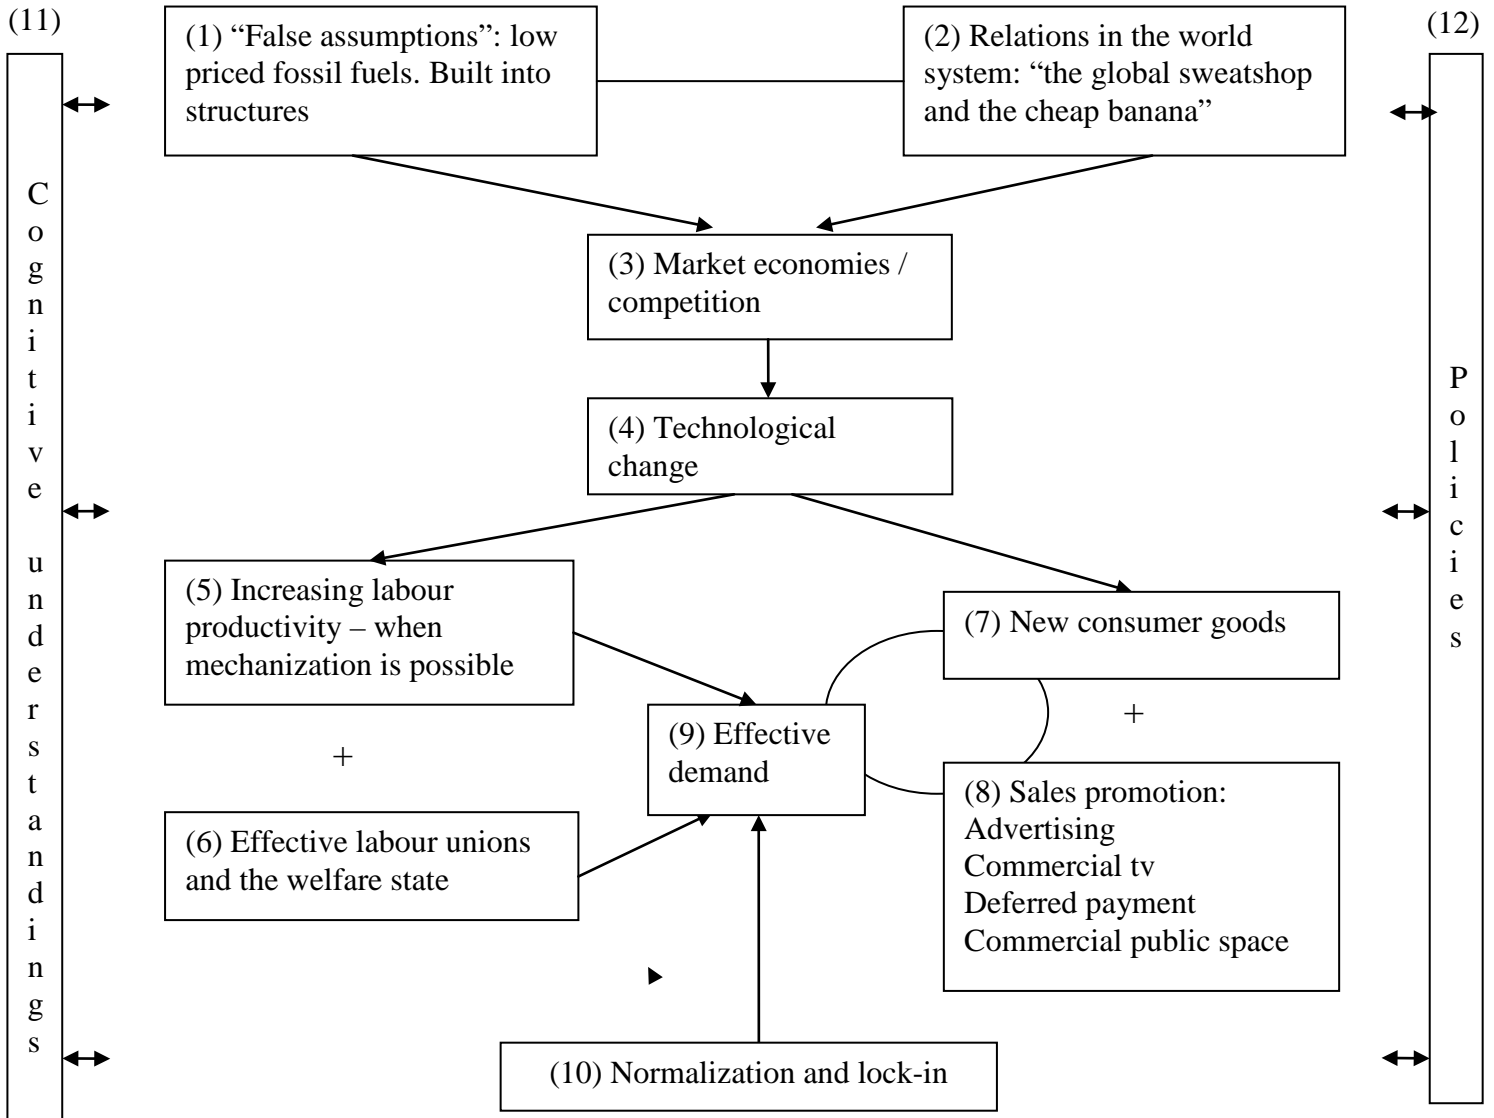 (11)
(1) “False assumptions”: low
priced fossil fuels. Built into
structures
(2) Relations in the world
system: “the global sweatshop
and the cheap banana”
(12)
Cognitive understandings
Policies
(3) Market economies /
competition
(4) Technological
change
(5) Increasing labour
productivity – when
mechanization is possible
+
(6) Effective labour unions
and the welfare state
(7) New consumer goods
+
(9) Effective
demand
(8) Sales promotion:
Advertising
Commercial tv
Deferred payment
Commercial public space
(10) Normalization and lock-in